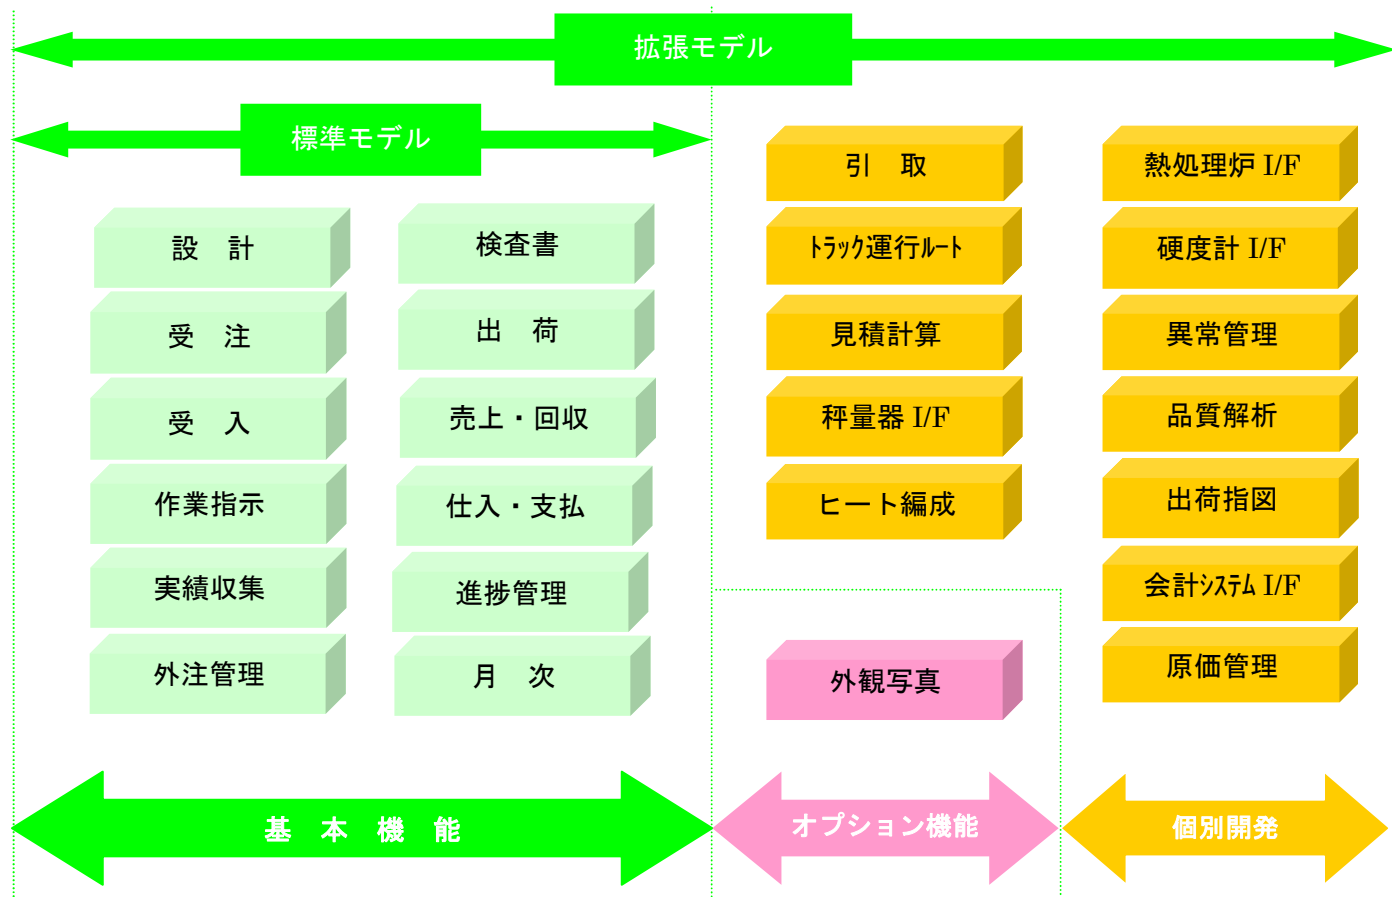 拡張モデル
標準モデル
設　計
受　注
受　入
作業指示
実績収集
外注管理
検査書
出　荷
売上・回収
仕入・支払
進捗管理
月　次
引　取
ﾄﾗｯｸ運行ﾙｰﾄ
見積計算
秤量器 I/F
ヒート編成
外観写真
熱処理炉 I/F
硬度計 I/F
異常管理
品質解析
出荷指図
会計ｼｽﾃﾑ I/F
原価管理
基　本　機　能
オプション機能
個別開発